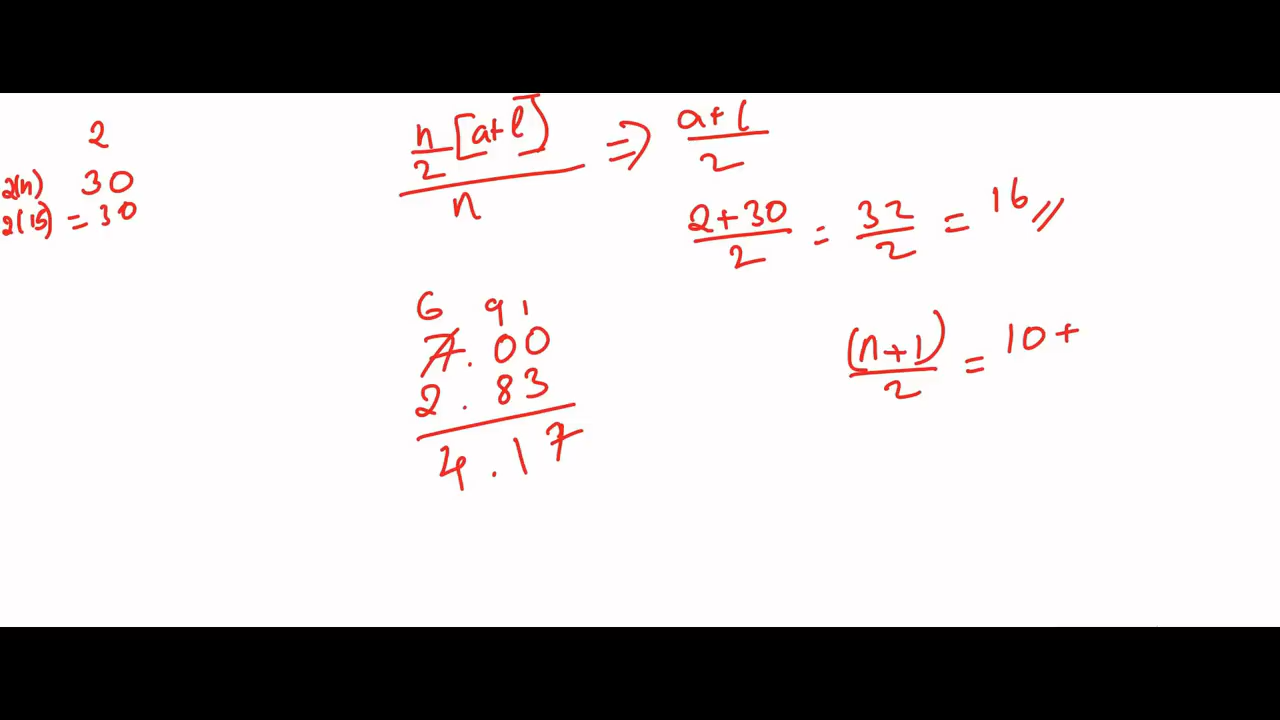 2
2(n) 30
2(15) = 30
n/2 [a+l] / n ⇒ a+l / 2
2+30 / 2 = 32 / 2 = 16 //
6 9 1
7.00
2.83
4.17
(n+1) / 2 = 10+